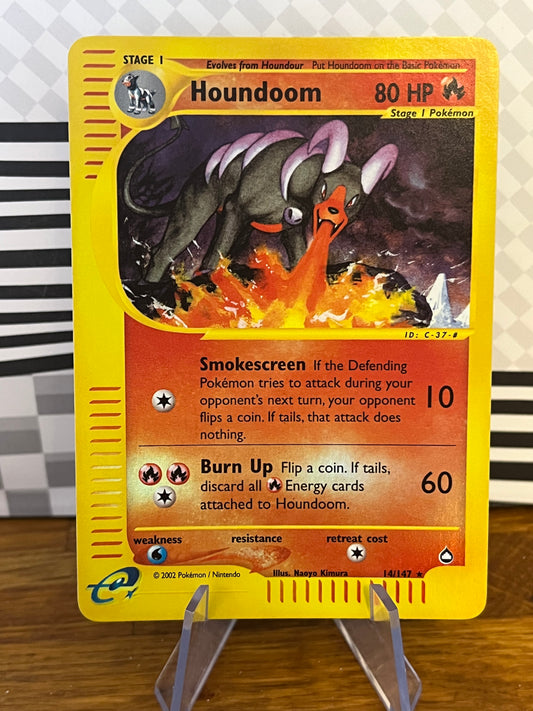 STAGE 1
Evolves from Houndour Put Houndoom on the Basic Pokémon
Houndoom 80 HP
Stage 1 Pokémon
ID: C-37-#
Smokescreen If the Defending
Pokémon tries to attack during your
opponent's next turn, your opponent
flips a coin. If tails, that attack does
nothing.
10
Burn Up Flip a coin. If tails,
discard all Energy cards
attached to Houndoom.
60
weakness resistance retreat cost
© 2002 Pokémon / Nintendo Illus. Naoyo Kimura 14/147 ★
e